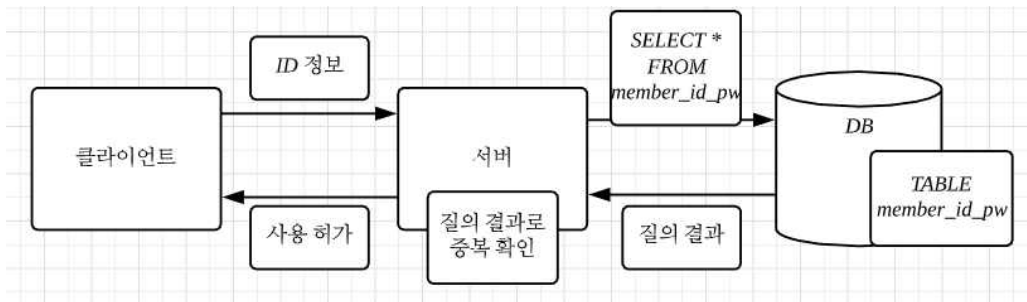 ID 정보
SELECT *
FROM
member_id_pw
클라이언트
서버
DB
TABLE
member_id_pw
사용 허가
질의 결과로
중복 확인
질의 결과